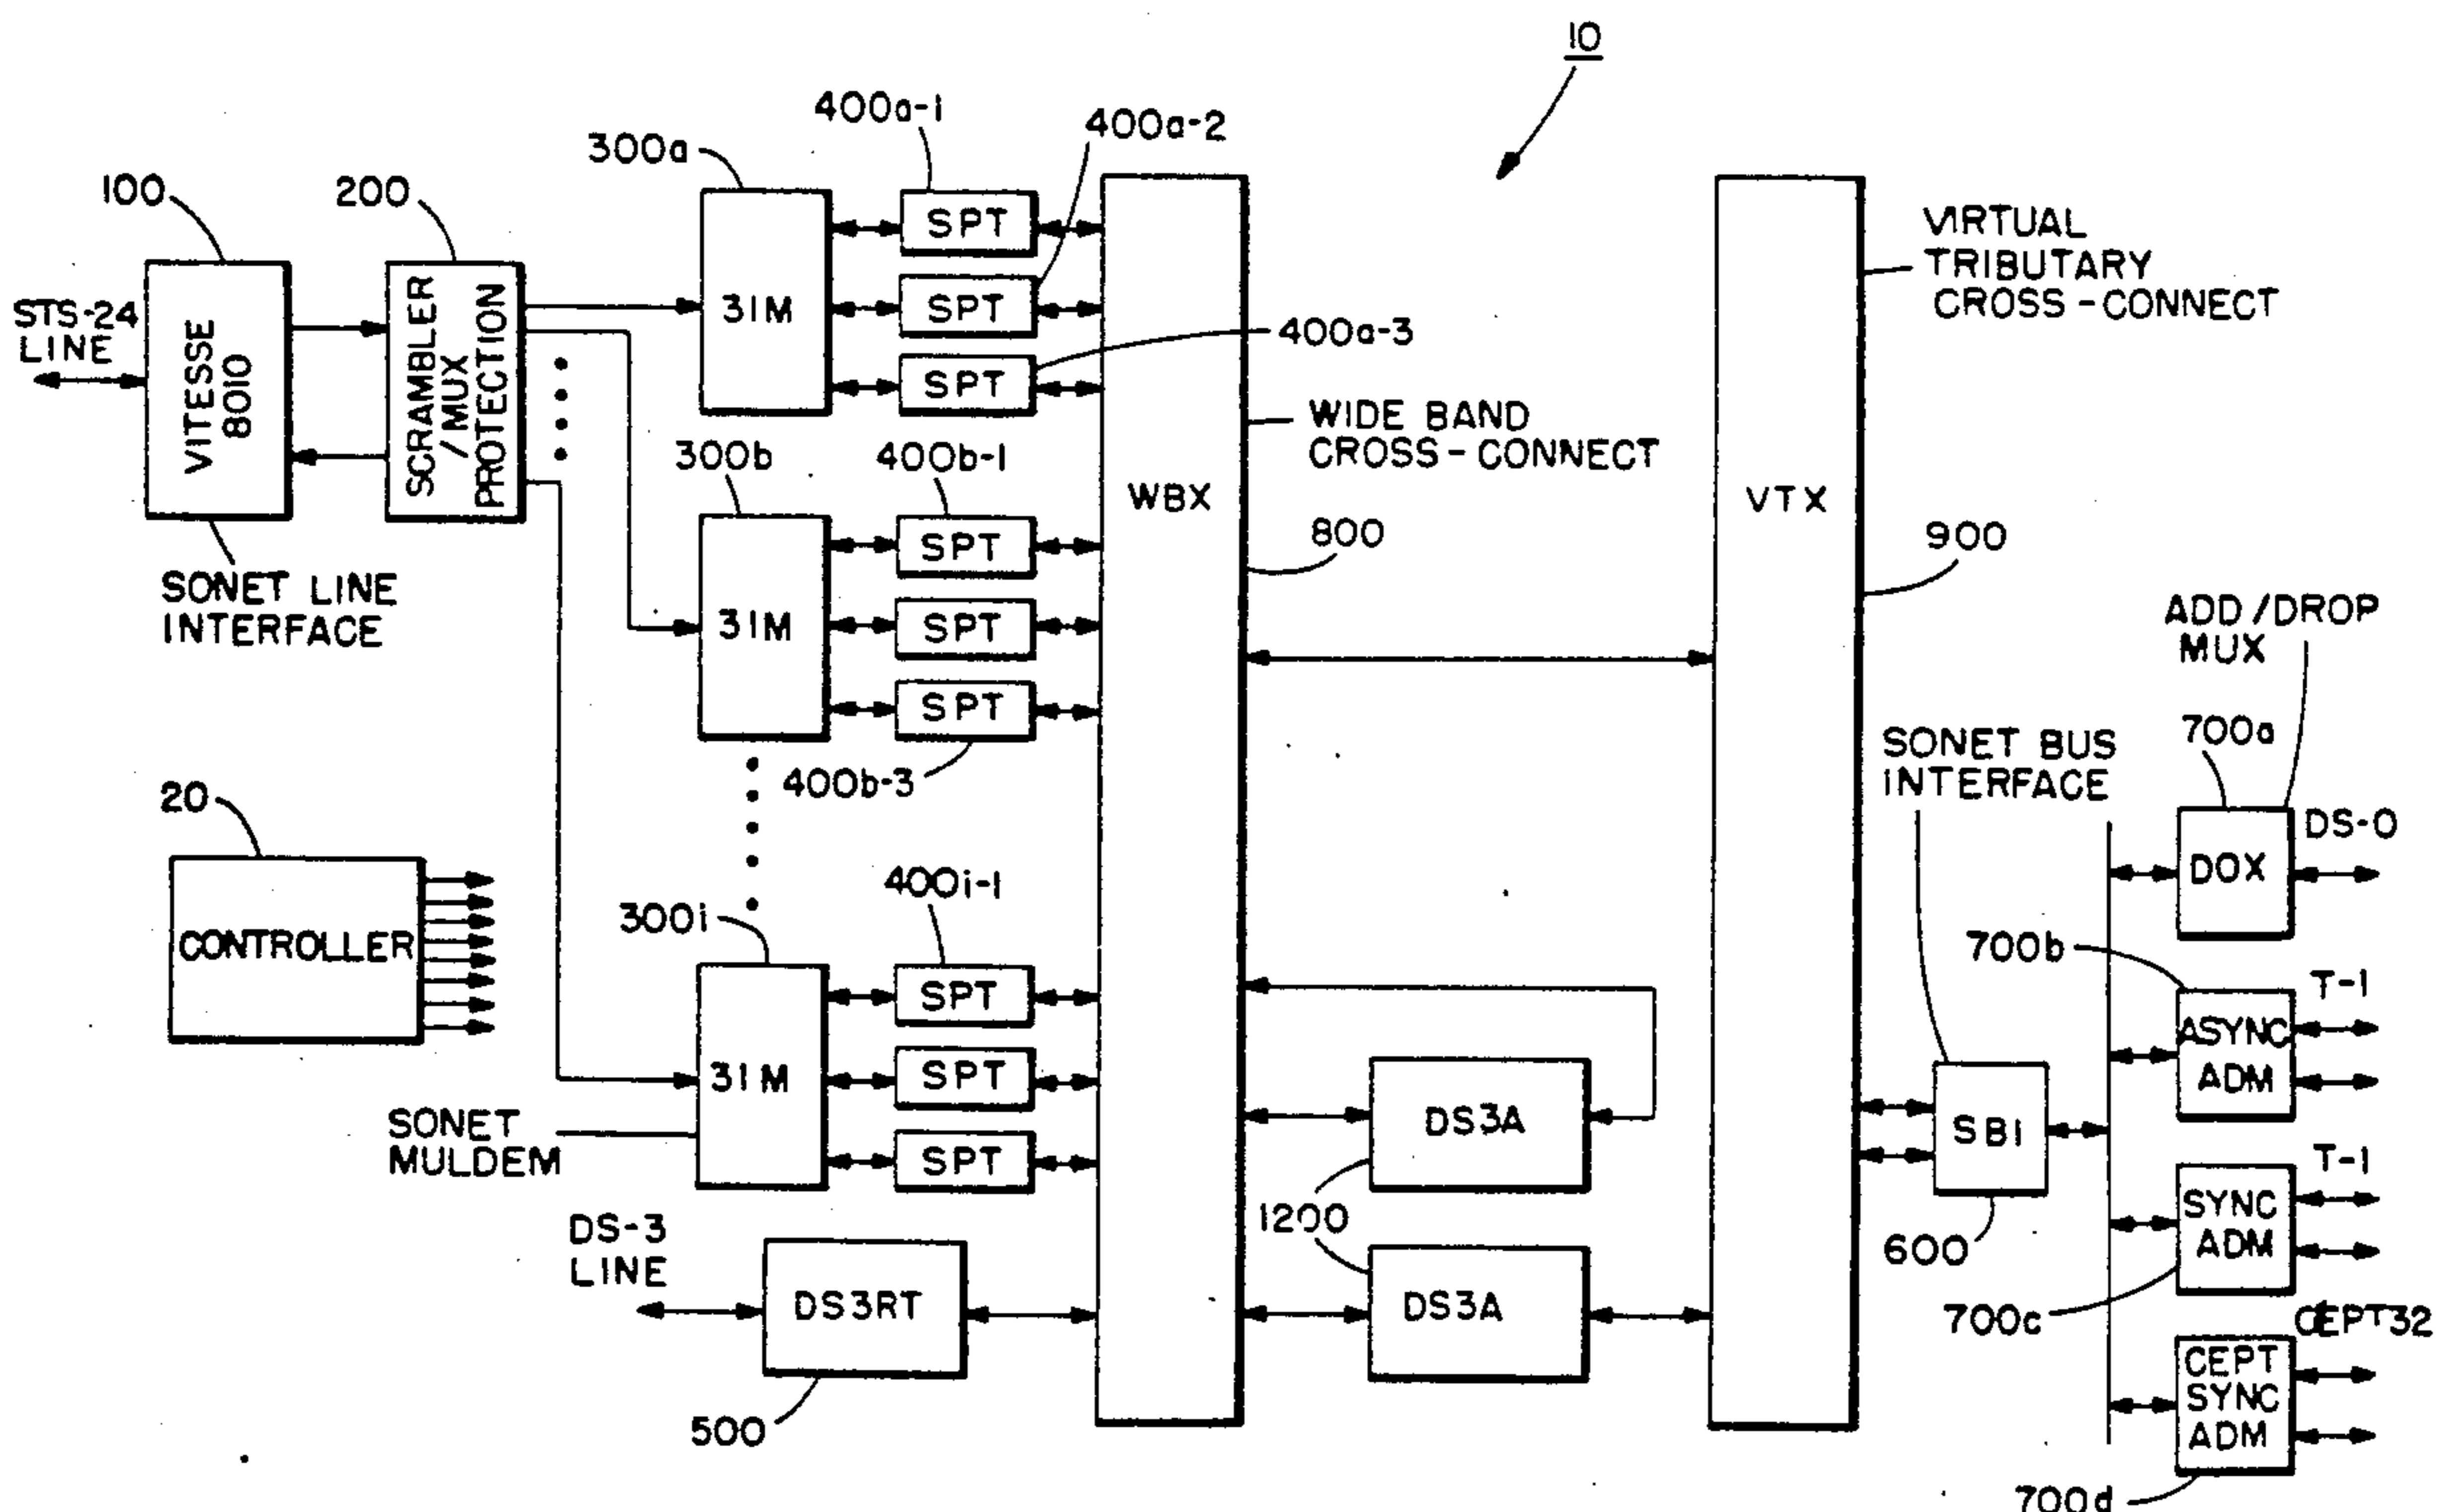 10
400a-1
400a-2
300a
100
200
SPT
31M
SPT
SPT
400a-3
VIRTUAL
TRIBUTARY
CROSS-CONNECT
STS-24
LINE
VITESSE
8010
SCRAMBLER
/MUX
PROTECTION
WIDE BAND
CROSS-CONNECT
300b
400b-1
WBX
VTX
800
900
SPT
31M
SPT
SPT
400b-3
SONET LINE
INTERFACE
ADD/DROP
MUX
700a
SONET BUS
INTERFACE
20
CONTROLLER
DS-0
DOX
400i-1
300i
700b
T-1
ASYNC
ADM
SPT
31M
SPT
SPT
SONET
MULDEM
DS3A
SBI
T-1
SYNC
ADM
1200
600
DS-3
LINE
DS3RT
DS3A
700c
CEPT32
CEPT
SYNC
ADM
500
700d